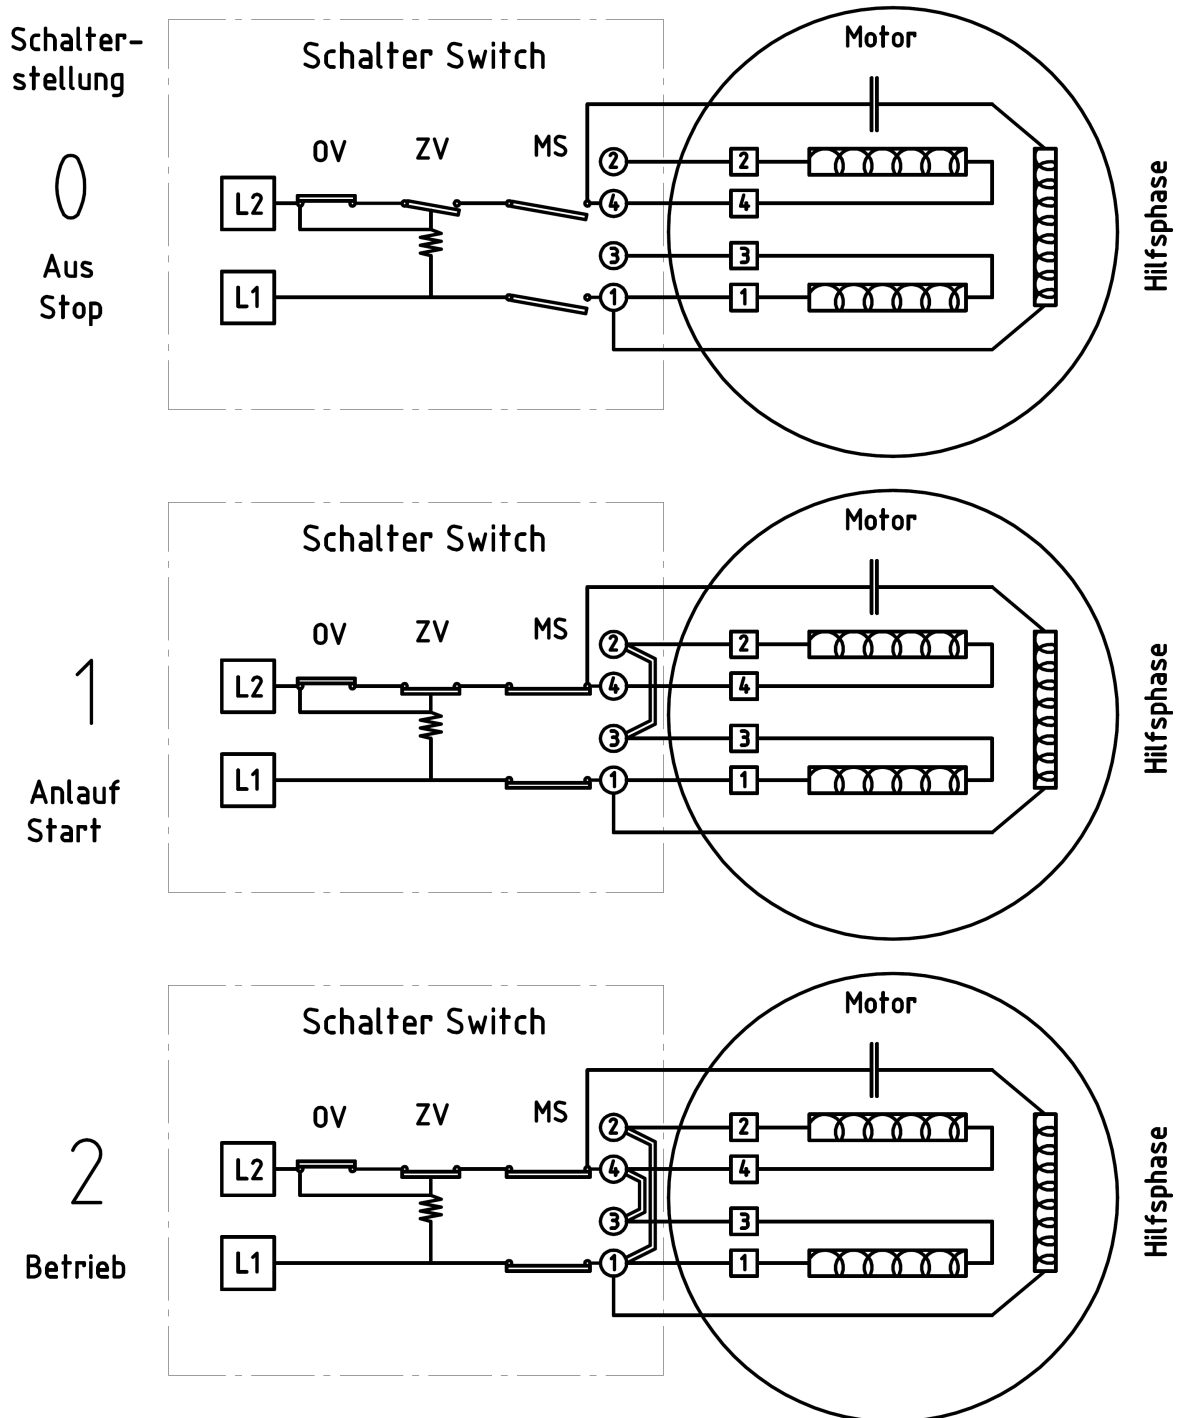 Schalter-
stellung
Schalter Switch
Motor
0
Aus
Stop
OV ZV MS
L2
L1
2
4
3
1
2
4
3
1
Hilfsphase
Schalter Switch
Motor
1
Anlauf
Start
OV ZV MS
L2
L1
2
4
3
1
2
4
3
1
Hilfsphase
Schalter Switch
Motor
2
Betrieb
OV ZV MS
L2
L1
2
4
3
1
2
4
3
1
Hilfsphase